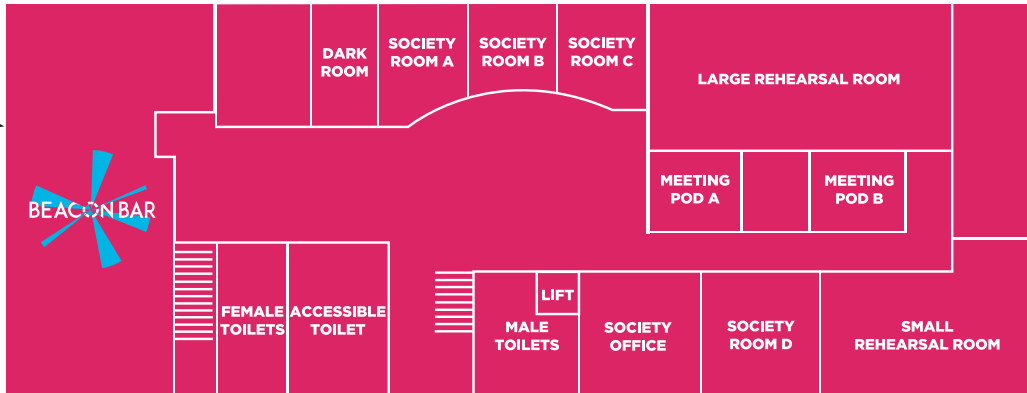 DARK
ROOM
SOCIETY
ROOM A
SOCIETY
ROOM B
SOCIETY
ROOM C
LARGE REHEARSAL ROOM
MEETING
POD A
MEETING
POD B
BEACON BAR
FEMALE
TOILETS
ACCESSIBLE
TOILET
LIFT
MALE
TOILETS
SOCIETY
OFFICE
SOCIETY
ROOM D
SMALL
REHEARSAL ROOM